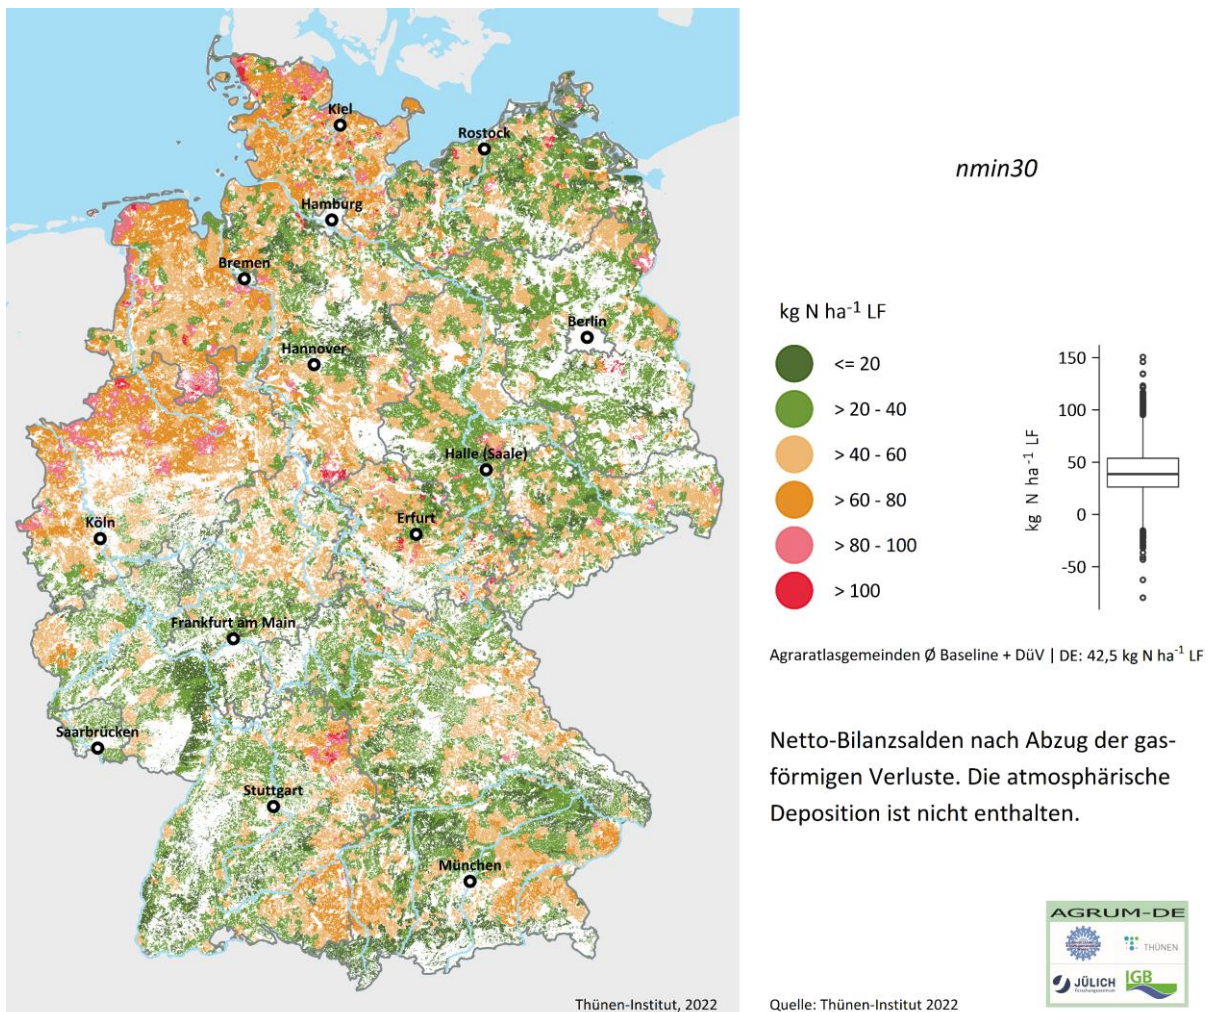 Kiel
Rostock
Hamburg
Bremen
Berlin
Hannover
Halle (Saale)
Köln
Erfurt
Frankfurt am Main
Saarbrücken
Stuttgart
München
Thünen-Institut, 2022
nmin30
kg N ha⁻¹ LF
<= 20
> 20 - 40
> 40 - 60
> 60 - 80
> 80 - 100
> 100
kg N ha⁻¹ LF
150
100
50
0
-50
Agraratlasgemeinden Ø Baseline + DüV | DE: 42,5 kg N ha⁻¹ LF
Netto-Bilanzsalden nach Abzug der gas-
förmigen Verluste. Die atmosphärische
Deposition ist nicht enthalten.
AGRUM-DE
THÜNEN
JÜLICH
Forschungszentrum
IGB
Quelle: Thünen-Institut 2022